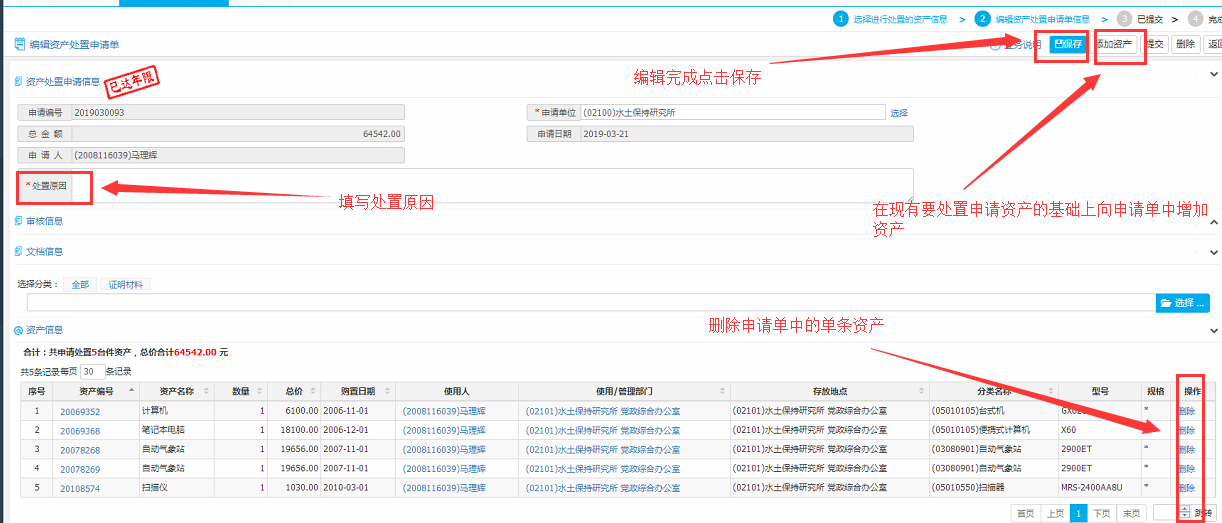 1 选择进行处置的资产信息 > 2 编辑资产处置申请单信息 > 3 已提交 > 4 完成
编辑资产处置申请单
业务说明 保存 添加资产 提交 删除 返回
编辑完成点击保存
资产处置申请信息
已达年限
申请编号 2019030093
* 申请单位 (02100)水土保持研究所 选择
总 金 额 64542.00
申请日期 2019-03-21
申 请 人 (2008116039)马理辉
* 处置原因
填写处置原因
在现有要处置申请资产的基础上向申请单中增加
资产
审核信息
文档信息
选择分类: 全部 证明材料
选择 ...
资产信息
删除申请单中的单条资产
合计:共申请处置5台件资产,总价合计64542.00 元
共5条记录每页 30 条记录
序号 资产编号 资产名称 数量 总价 购置日期 使用人 使用/管理部门 存放地点 分类名称 型号 规格 操作
1 20069352 计算机 1 6100.00 2006-11-01 (2008116039)马理辉 (02101)水土保持研究所 党政综合办公室 (02101)水土保持研究所 党政综合办公室 (05010105)台式机 * 删除
2 20069368 笔记本电脑 1 18100.00 2006-12-01 (2008116039)马理辉 (02101)水土保持研究所 党政综合办公室 (02101)水土保持研究所 党政综合办公室 (05010105)便携式计算机 X60 删除
3 20078268 自动气象站 1 19656.00 2007-11-01 (2008116039)马理辉 (02101)水土保持研究所 党政综合办公室 (02101)水土保持研究所 党政综合办公室 (03080901)自动气象站 2900ET * 删除
4 20078269 自动气象站 1 19656.00 2007-11-01 (2008116039)马理辉 (02101)水土保持研究所 党政综合办公室 (02101)水土保持研究所 党政综合办公室 (03080901)自动气象站 2900ET * 删除
5 20108574 扫描仪 1 1030.00 2010-03-01 (2008116039)马理辉 (02101)水土保持研究所 党政综合办公室 (02101)水土保持研究所 党政综合办公室 (05010550)扫描器 MRS-2400AA8U * 删除
首页 上页 1 下页 末页 跳转